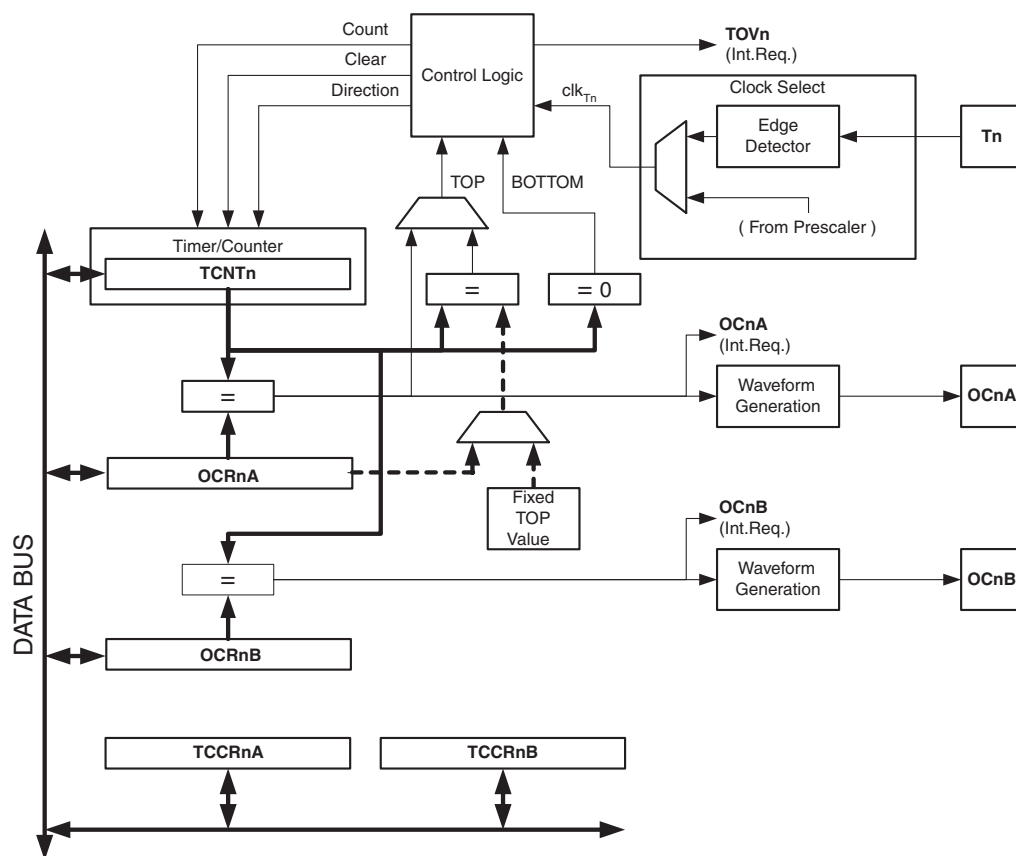 Count
Clear
Direction
Control Logic
TOVn
(Int.Req.)
clkTn
Clock Select
Edge
Detector
Tn
( From Prescaler )
TOP
BOTTOM
Timer/Counter
TCNTn
=
= 0
OCnA
(Int.Req.)
=
Waveform
Generation
OCnA
OCRnA
Fixed
TOP
Value
OCnB
(Int.Req.)
=
Waveform
Generation
OCnB
OCRnB
DATA BUS
TCCRnA
TCCRnB